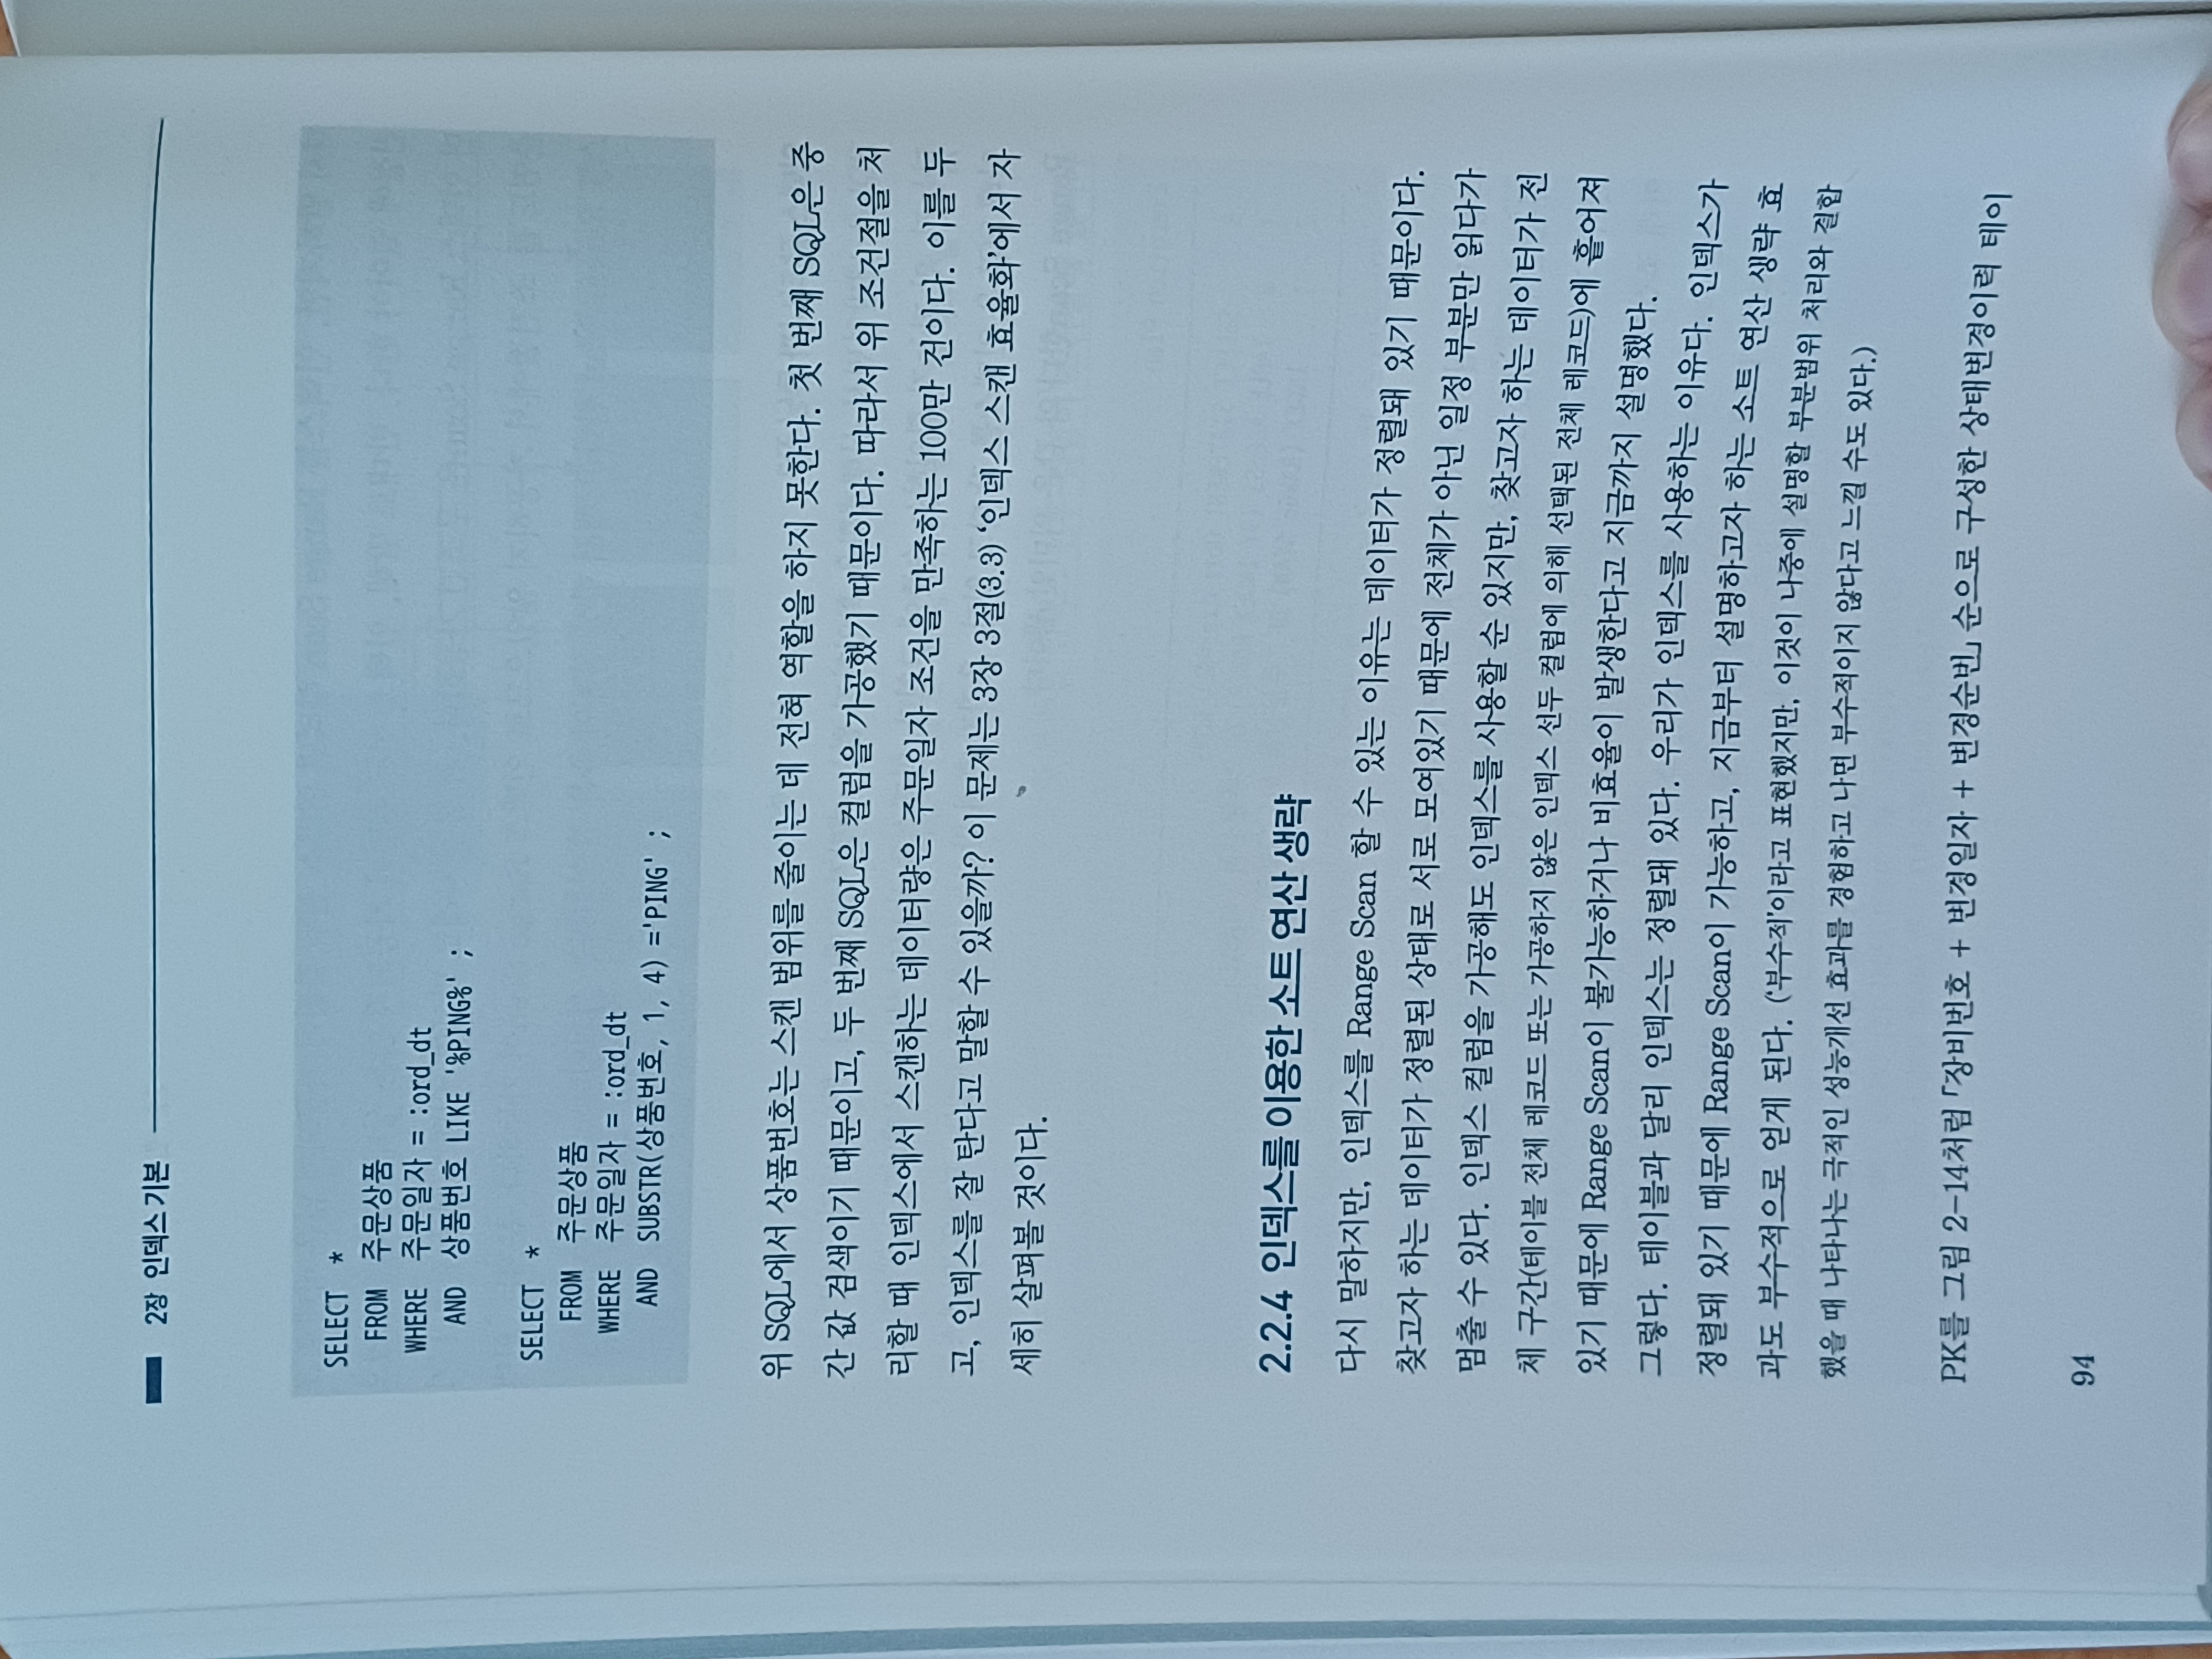 2장 인덱스 기본
SELECT *
FROM 주문상품
WHERE 주문일자 = :ord_dt
AND 상품번호 LIKE '%PING%' ;
SELECT *
FROM 주문상품
WHERE 주문일자 = :ord_dt
AND SUBSTR(상품번호, 1, 4) ='PING' ;
위 SQL에서 상품번호는 스캔 범위를 줄이는 데 전혀 역할을 하지 못한다. 첫 번째 SQL은 중
간 값 검색이기 때문이고, 두 번째 SQL은 컬럼을 가공했기 때문이다. 따라서 위 조건절을 처
리할 때 인덱스에서 스캔하는 데이터량은 주문일자 조건을 만족하는 100만 건이다. 이를 두
고, 인덱스를 잘 탄다고 말할 수 있을까? 이 문제는 3장 3절(3.3) ‘인덱스 스캔 효율화’에서 자
세히 살펴볼 것이다.
2.2.4 인덱스를 이용한 소트 연산 생략
다시 말하지만, 인덱스를 Range Scan 할 수 있는 이유는 데이터가 정렬돼 있기 때문이다.
찾고자 하는 데이터가 정렬된 상태로 서로 모여있기 때문에 전체가 아닌 일정 부분만 읽다가
멈출 수 있다. 인덱스 컬럼을 가공해도 인덱스를 사용할 순 있지만, 찾고자 하는 데이터가 전
체 구간(테이블 전체 레코드 또는 가공하지 않은 인덱스 선두 컬럼에 의해 선택된 전체 레코드)에 흩어져
있기 때문에 Range Scan이 불가능하거나 비효율이 발생한다고 지금까지 설명했다.
그렇다. 테이블과 달리 인덱스는 정렬돼 있다. 우리가 인덱스를 사용하는 이유다. 인덱스가
정렬돼 있기 때문에 Range Scan이 가능하고, 지금부터 설명하고자 하는 소트 연산 생략 효
과도 부수적으로 얻게 된다. (‘부수적’이라고 표현했지만, 이것이 나중에 설명할 부분범위 처리와 결합
했을 때 나타나는 극적인 성능개선 효과를 경험하고 나면 부수적이지 않다고 느낄 수도 있다.)
PK를 그림 2-14처럼 「장비번호 + 변경일자 + 변경순번」 순으로 구성한 상태변경이력 테이
94